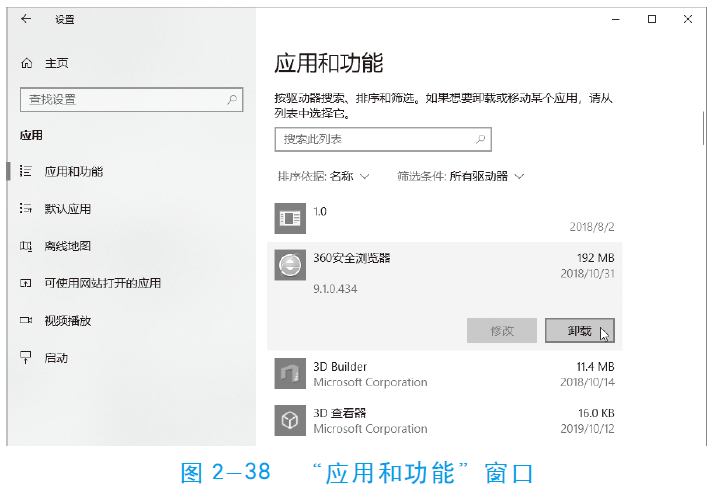 设置
主页
查找设置
应用
应用和功能
默认应用
离线地图
可使用网站打开的应用
视频播放
启动
应用和功能
按驱动器搜索、排序和筛选。如果想要卸载或移动某个应用，请从
列表中选择它。
搜索此列表
排序依据: 名称 筛选条件: 所有驱动器
1.0
2018/8/2
360安全浏览器 192 MB
2018/10/31
9.1.0.434
修改 卸载
3D Builder 11.4 MB
Microsoft Corporation 2018/10/14
3D 查看器 16.0 KB
Microsoft Corporation 2019/10/12
图 2-38 “应用和功能”窗口